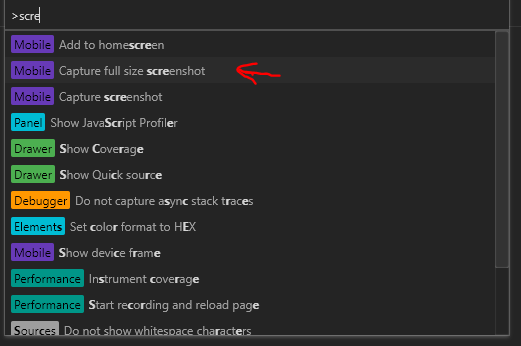 >scre
Mobile Add to homescreen
Mobile Capture full size screenshot
Mobile Capture screenshot
Panel Show JavaScript Profiler
Drawer Show Coverage
Drawer Show Quick source
Debugger Do not capture async stack traces
Elements Set color format to HEX
Mobile Show device frame
Performance Instrument coverage
Performance Start recording and reload page
Sources Do not show whitespace characters